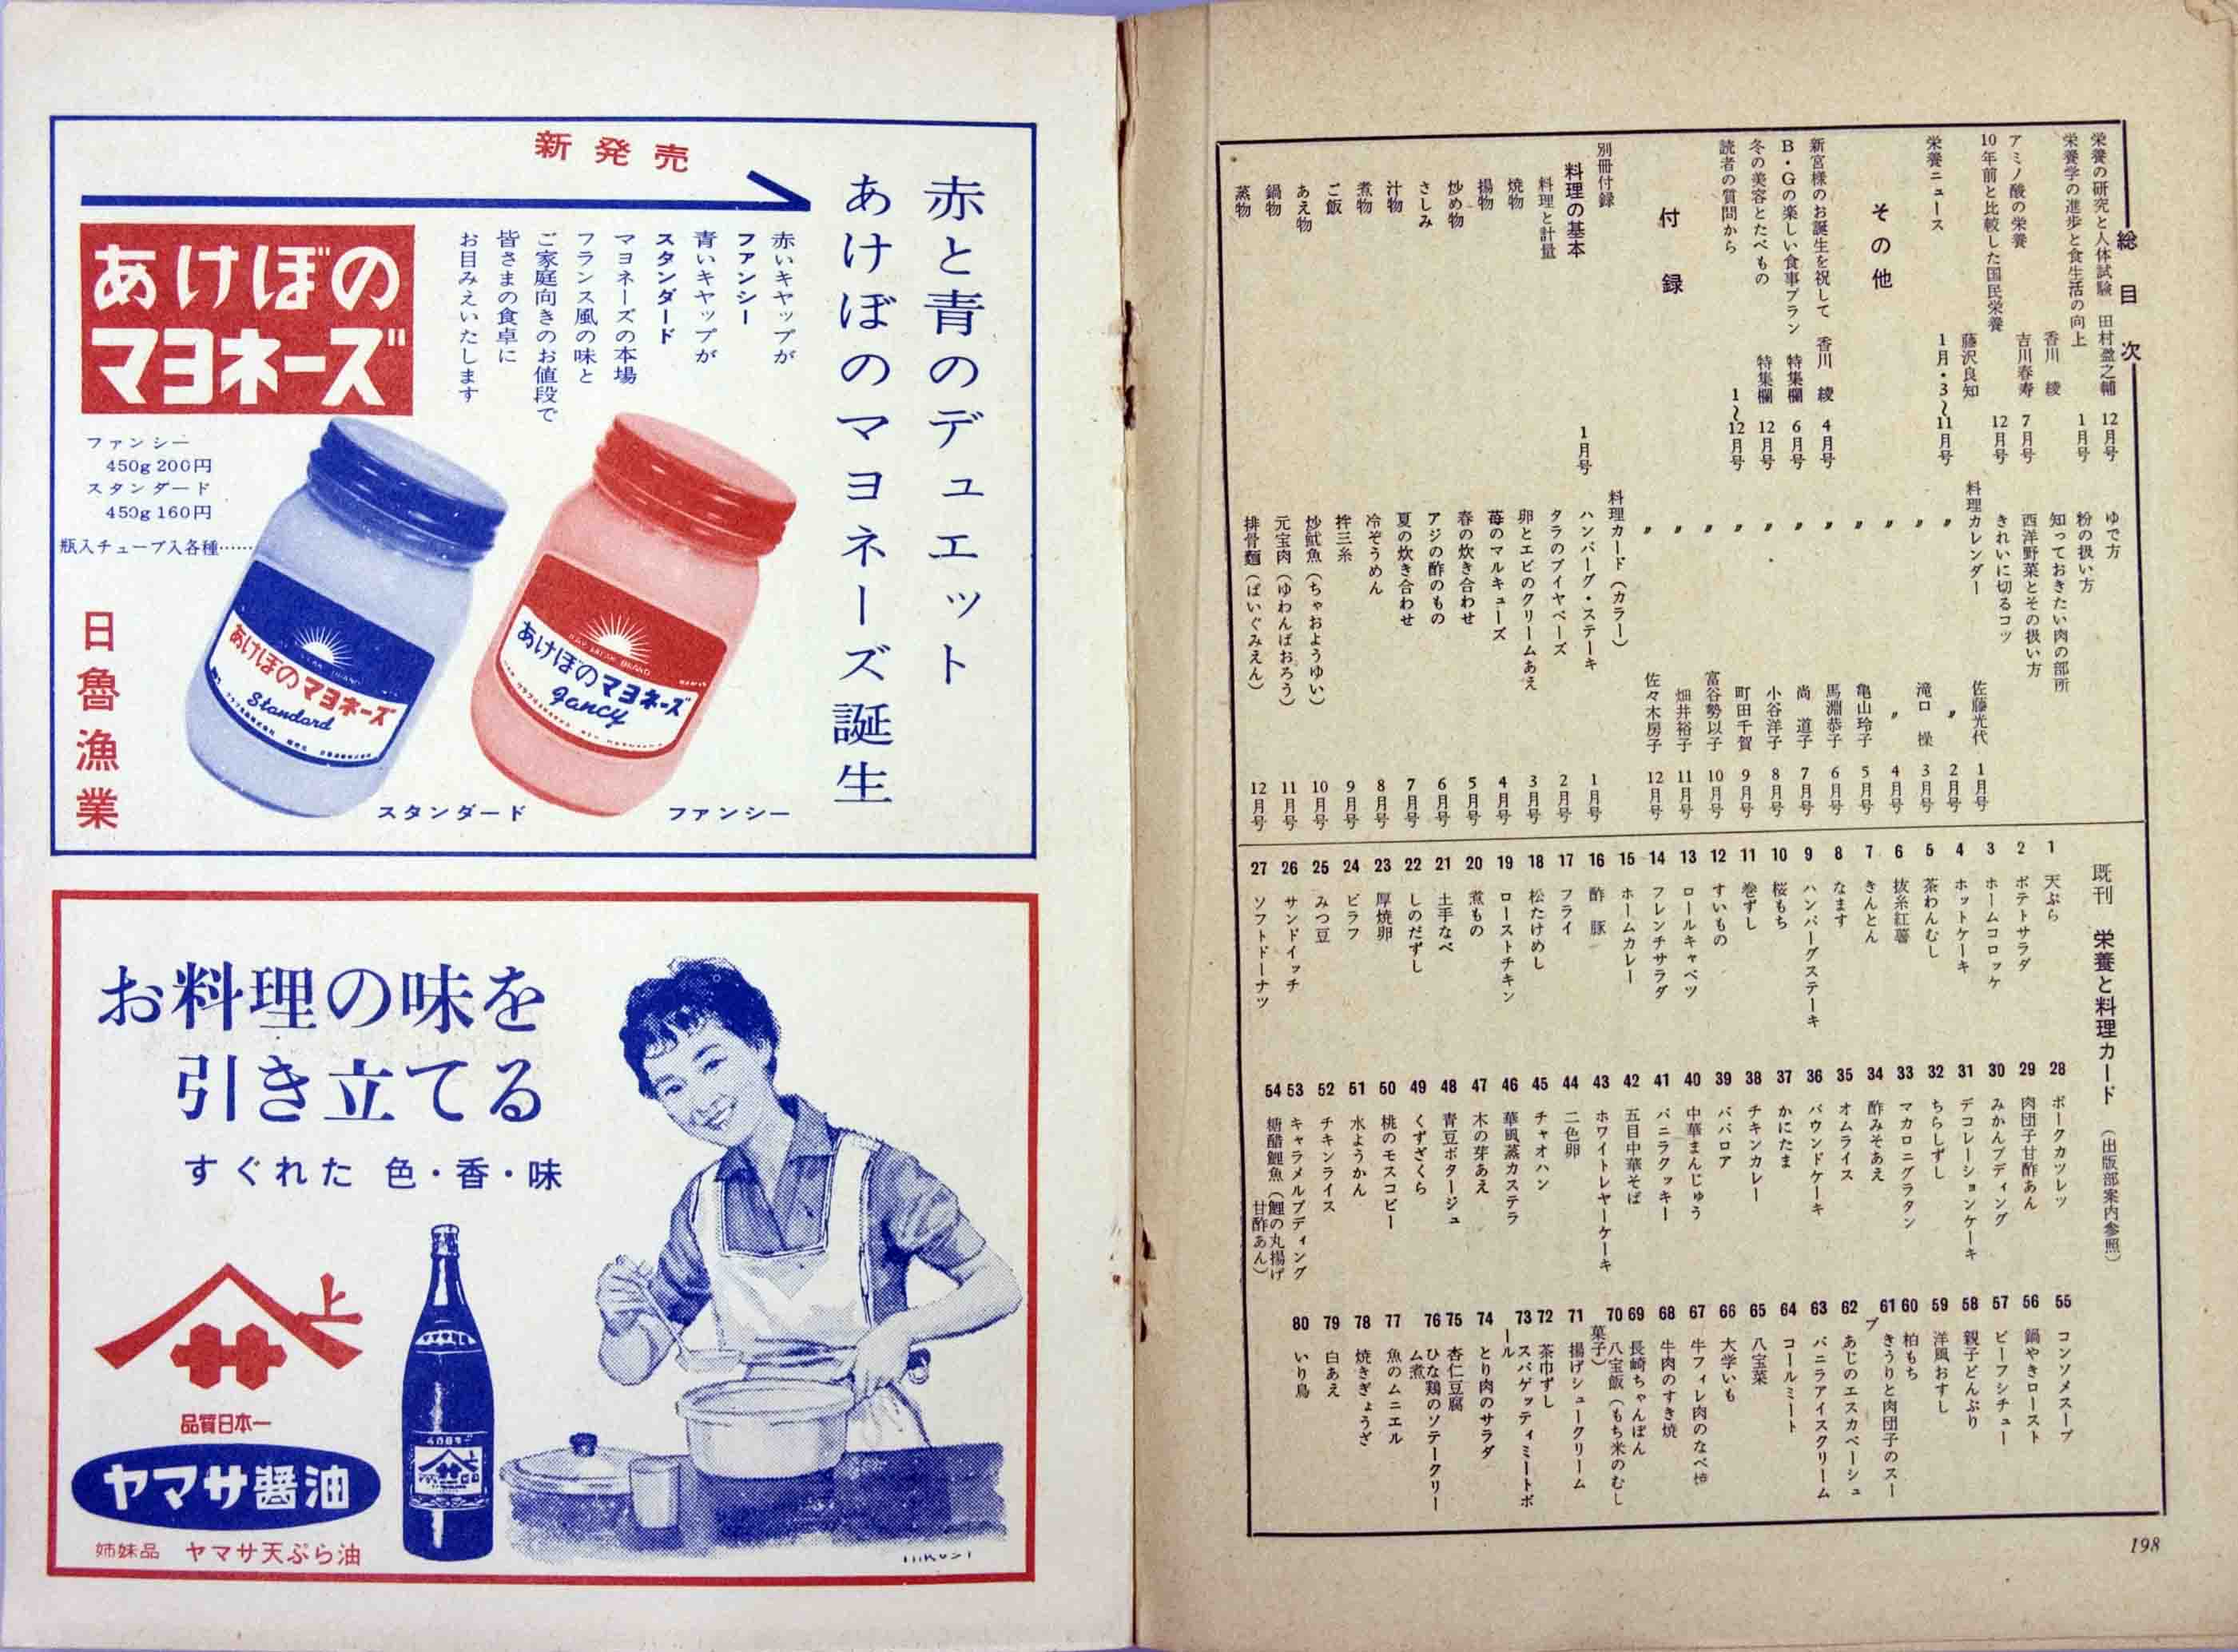 新発売
赤と青のデュエット
あけぼのマヨネーズ誕生
赤いキャップが
ファンシー
青いキャップが
スタンダード
マヨネーズの本場
フランス風の味と
ご家庭向きのお値段で
皆さまの食卓に
お目みえいたします
あけぼの
マヨネーズ
ファンシー
450g 200円
スタンダード
450g 160円
瓶入チューブ入各種……
日魯漁業
あけぼのマヨネーズ
Standard
あけぼのマヨネーズ
fancy
スタンダード
ファンシー
お料理の味を
引き立てる
すぐれた 色・香・味
上
品質日本一
ヤマサ醤油
姉妹品 ヤマサ天ぷら油
総目次
栄養の研究と人体試験 田村盈之輔 12月号
栄養学の進歩と食生活の向上 香川 綾 1月号
アミノ酸の栄養 吉川春寿 7月号
10年前と比較した国民栄養 藤沢良知 12月号
栄養ニュース 1月・3〜11月号
その他
新宮様のお誕生を祝して 香川 綾 4月号
B・Gの楽しい食事プラン 特集欄 6月号
冬の美容とたべもの 特集欄 12月号
読者の質問から 1〜12月号
付録
別冊付録
料理の基本 1月号
料理と計量
焼物
揚物
炒め物
さしみ
汁物
煮物
ご飯
あえ物
鍋物
蒸物
ゆで方
粉の扱い方
知っておきたい肉の部所
西洋野菜とその扱い方
きれいに切るコツ
料理カレンダー 佐藤光代 1月号
〃 〃 2月号
〃 滝口 操 3月号
〃 〃 4月号
〃 亀山玲子 5月号
〃 馬淵恭子 6月号
〃 尚 道子 7月号
〃 小谷洋子 8月号
〃 町田千賀 9月号
〃 富谷勢以子 10月号
〃 畑井裕子 11月号
〃 佐々木房子 12月号
料理カード（カラー）
ハンバーグ・ステーキ 1月号
タラのブイヤベーズ 2月号
卵とエビのクリームあえ 3月号
苺のマルキューズ 4月号
春の炊き合わせ 5月号
アジの酢のもの 6月号
夏の炊き合わせ 7月号
冷ぞうめん 8月号
拌三糸 9月号
炒魷魚（ちゃおようゆい） 10月号
元宝肉（ゆわんぱおろう） 11月号
排骨麺（ぱいぐみえん） 12月号
既刊 栄養と料理カード（出版部案内参照）
1 天ぷら
2 ポテトサラダ
3 ホームコロッケ
4 ホットケーキ
5 茶わんむし
6 抜糸紅薯
7 きんとん
8 なます
9 ハンバーグステーキ
10 桜もち
11 巻ずし
12 すいもの
13 ロールキャベツ
14 フレンチサラダ
15 ホームカレー
16 酢豚
17 フライ
18 松たけめし
19 ローストチキン
20 煮もの
21 土手なべ
22 しのだずし
23 厚焼卵
24 ピラフ
25 みつ豆
26 サンドイッチ
27 ソフトドーナツ
28 ポークカツレツ
29 肉団子甘酢あん
30 みかんプディング
31 デコレーションケーキ
32 ちらしずし
33 マカロニグラタン
34 酢みそあえ
35 オムライス
36 パウンドケーキ
37 かにたま
38 チキンカレー
39 ババロア
40 中華まんじゅう
41 バニラクッキー
42 五目中華そば
43 ホワイトレヤーケーキ
44 二色卵
45 チャオハン
46 華風蒸カステラ
47 木の芽あえ
48 青豆ポタージュ
49 くずざくら
50 桃のモスコビー
51 水ようかん
52 チキンライス
53 キャラメルプディング
54 糖醋鯉魚（鯉の丸揚げ
甘酢あん）
55 コンソメスープ
56 鍋やきロースト
57 ビーフシチュー
58 親子どんぶり
59 洋風おすし
60 柏もち
61 きうりと肉団子のスー
プ
62 あじのエスカベーシュ
63 バニラアイスクリーム
64 コールミート
65 八宝菜
66 大学いも
67 牛フィレ肉のなべ焼
68 牛肉のすき焼
69 長崎ちゃんぽん
70 八宝飯（もち米のむし
菓子）
71 揚げシュークリーム
72 茶巾ずし
73 スパゲッティミートボ
ール
74 とり肉のサラダ
75 杏仁豆腐
76 ひな鶏のソテークリー
ム煮
77 魚のムニエル
78 焼きぎょうざ
79 白あえ
80 いり鳥
198